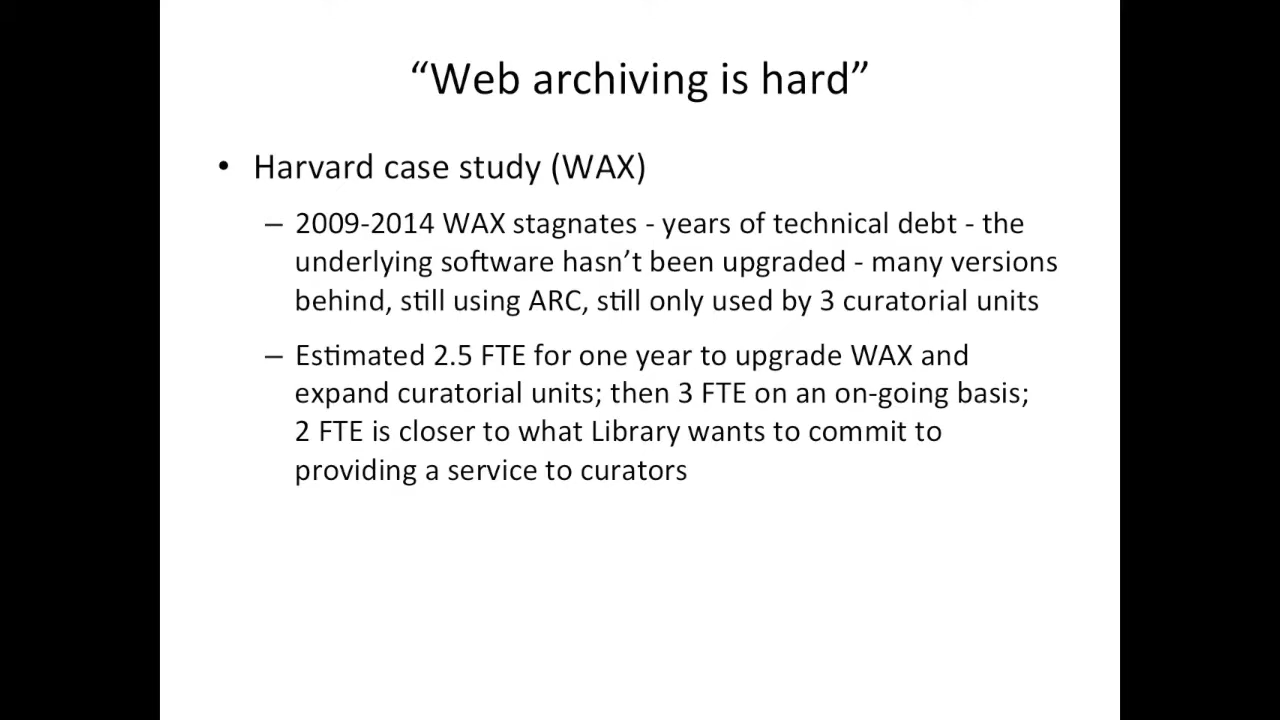 “Web archiving is hard”
• Harvard case study (WAX)
– 2009-2014 WAX stagnates - years of technical debt - the
underlying software hasn’t been upgraded - many versions
behind, still using ARC, still only used by 3 curatorial units
– Estimated 2.5 FTE for one year to upgrade WAX and
expand curatorial units; then 3 FTE on an on-going basis;
2 FTE is closer to what Library wants to commit to
providing a service to curators